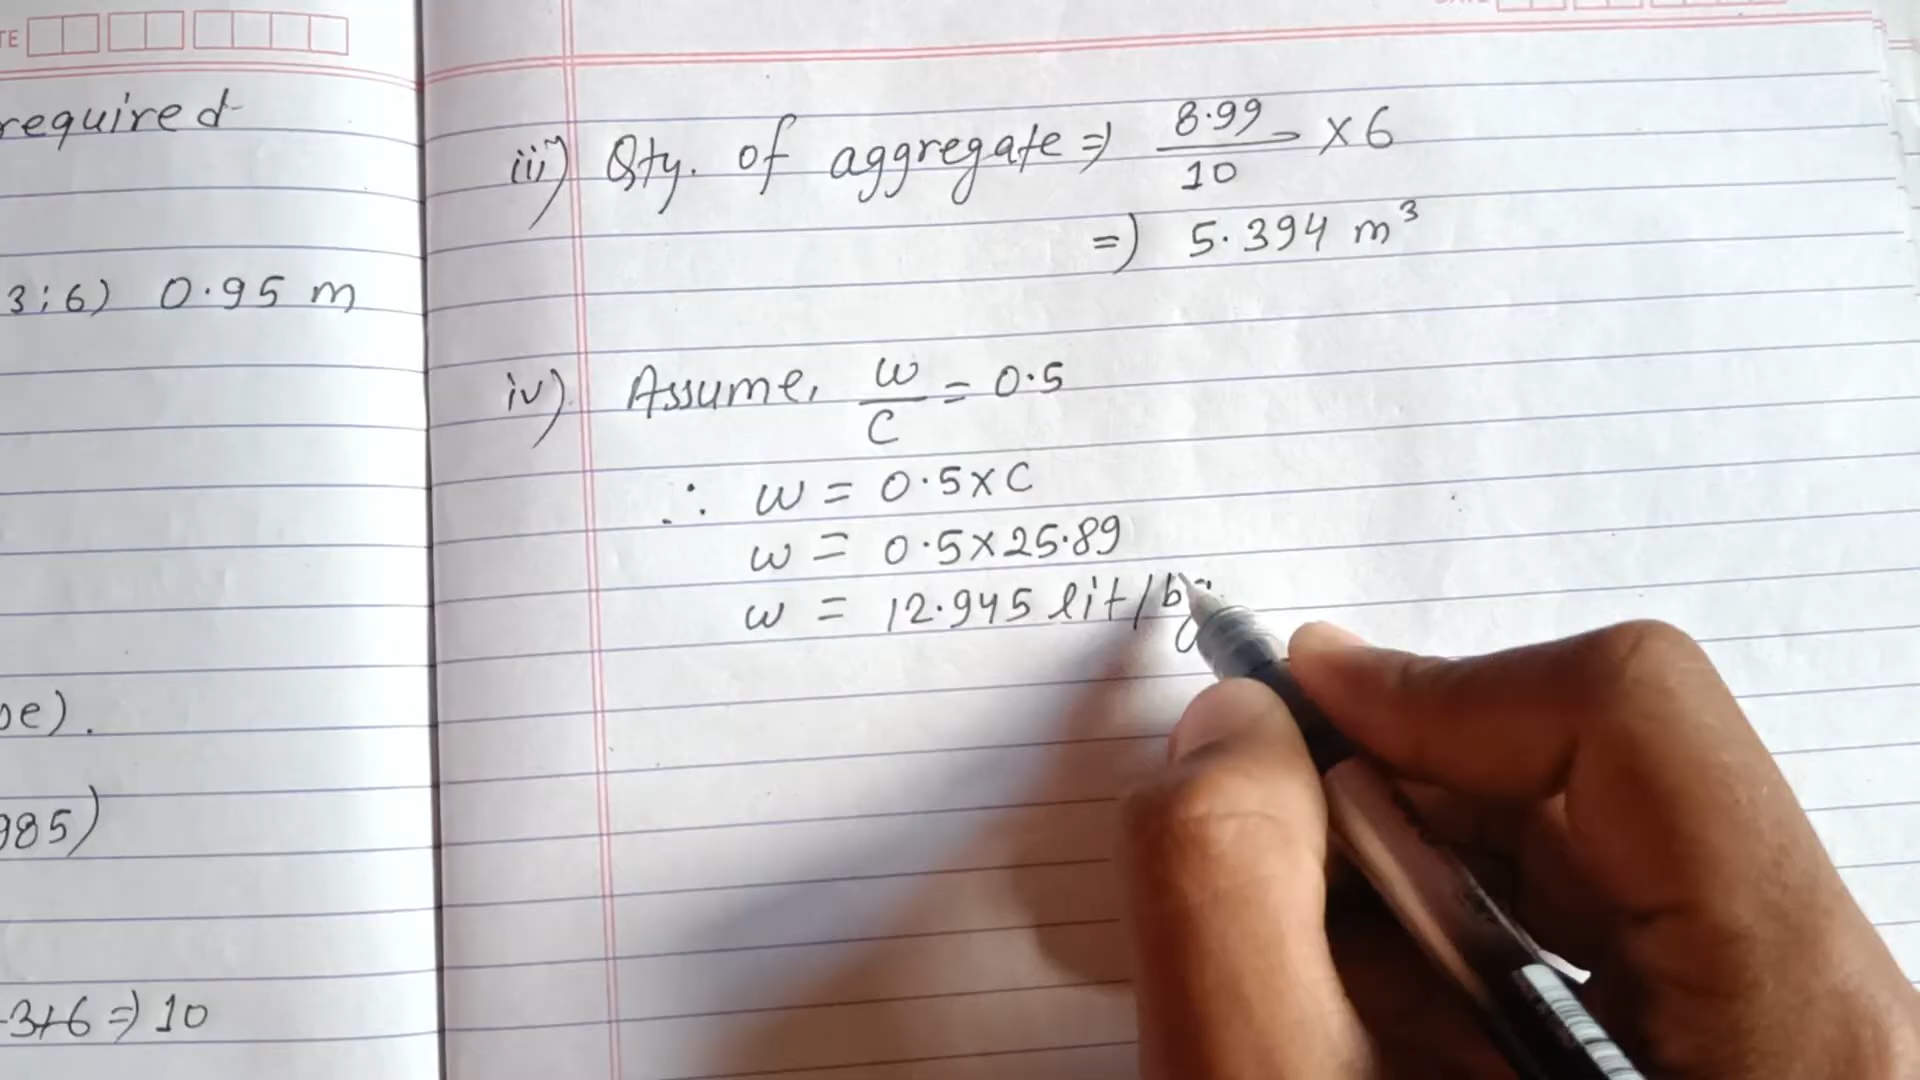 required
3:6) 0.95 m
985)
3+6 => 10
iii) Qty. of aggregate => 8.99/10 x 6
=> 5.394 m³
iv) Assume, w/c = 0.5
∴ w = 0.5 x C
w = 0.5 x 25.89
w = 12.945 lit/